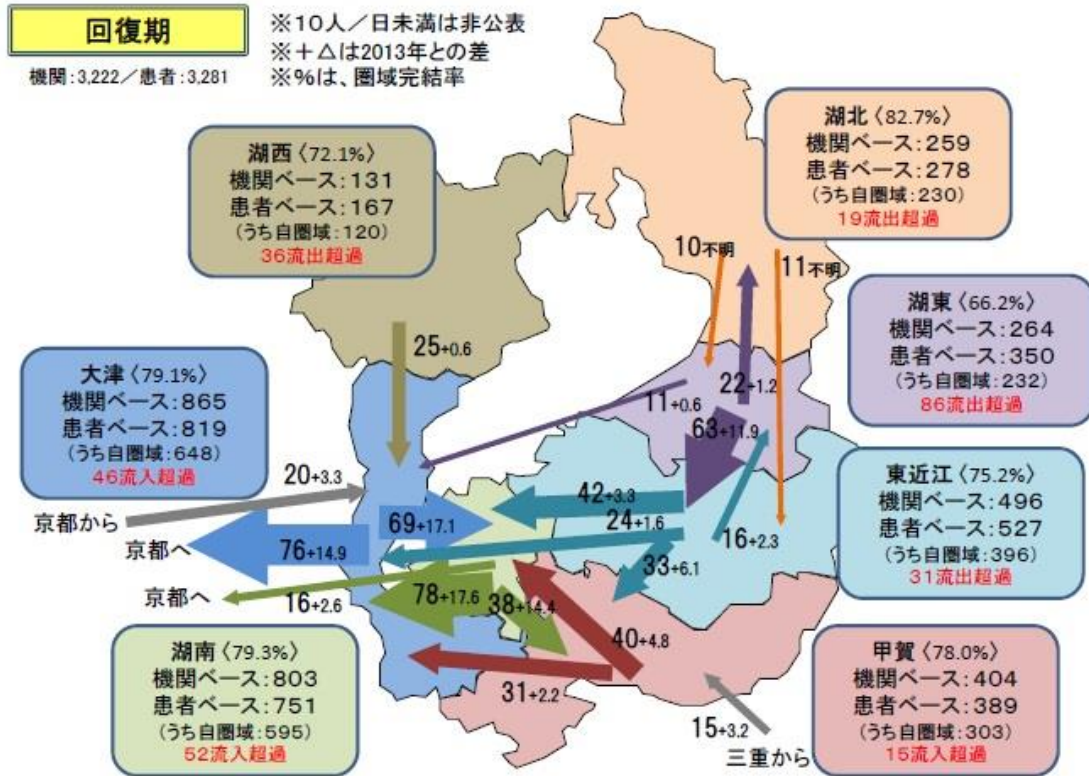 回復期
機関:3,222/患者:3,281
※10人/日未満は非公表
※+△は2013年との差
※%は、圏域完結率
湖西〈72.1%〉
機関ベース:131
患者ベース:167
(うち自圏域:120)
36流出超過
湖北〈82.7%〉
機関ベース:259
患者ベース:278
(うち自圏域:230)
19流出超過
10不明
11不明
湖東〈66.2%〉
機関ベース:264
患者ベース:350
(うち自圏域:232)
86流出超過
25+0.6
大津〈79.1%〉
機関ベース:865
患者ベース:819
(うち自圏域:648)
46流入超過
22+1.2
11+0.6
63+11.9
東近江〈75.2%〉
機関ベース:496
患者ベース:527
(うち自圏域:396)
31流出超過
20+3.3
京都から
京都へ
76+14.9
69+17.1
42+3.3
24+1.6
16+2.3
33+6.1
京都へ
16+2.6
78+17.6
38+14.4
40+4.8
31+2.2
湖南〈79.3%〉
機関ベース:803
患者ベース:751
(うち自圏域:595)
52流入超過
甲賀〈78.0%〉
機関ベース:404
患者ベース:389
(うち自圏域:303)
15流入超過
15+3.2
三重から